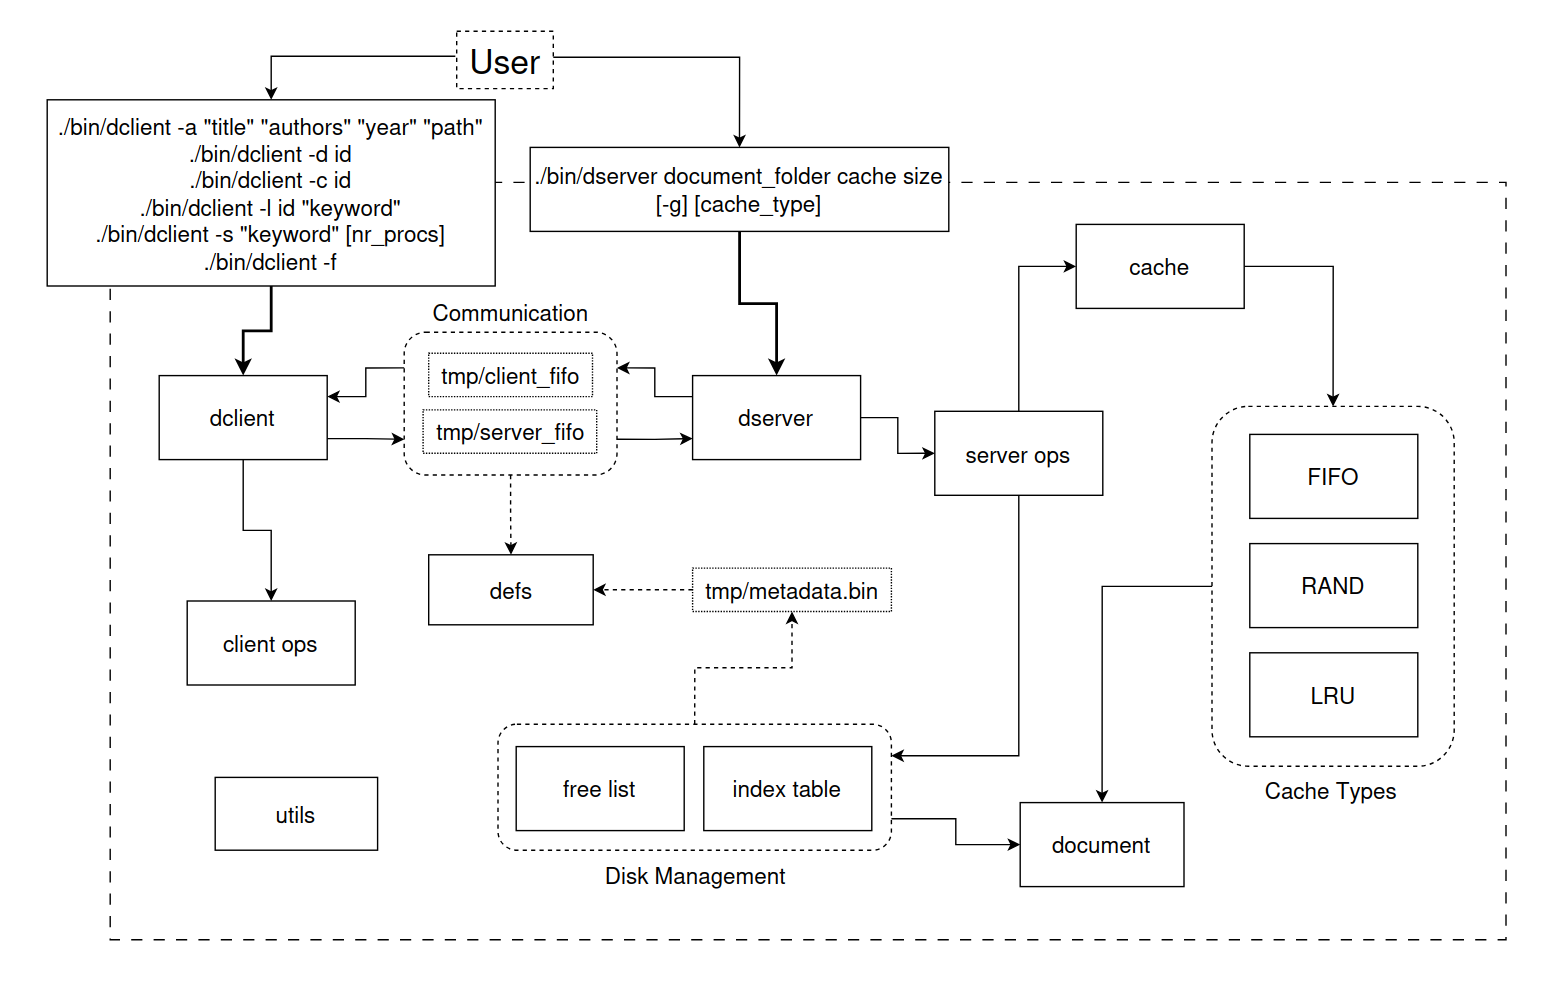 User
./bin/dclient -a "title" "authors" "year" "path"
./bin/dclient -d id
./bin/dclient -c id
./bin/dclient -l id "keyword"
./bin/dclient -s "keyword" [nr_procs]
./bin/dclient -f
./bin/dserver document_folder cache size
[-g] [cache_type]
cache
Communication
tmp/client_fifo
tmp/server_fifo
dclient
dserver
server ops
FIFO
RAND
LRU
Cache Types
defs
tmp/metadata.bin
client ops
free list
index table
Disk Management
utils
document